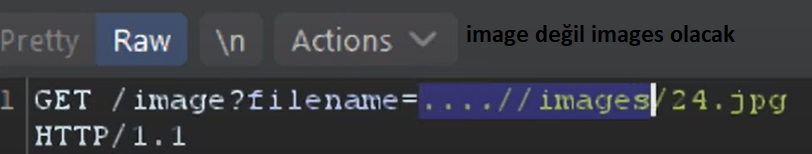 Pretty Raw \n Actions image değil images olacak
1 GET /image?filename=....//images/24.jpg
HTTP/1.1